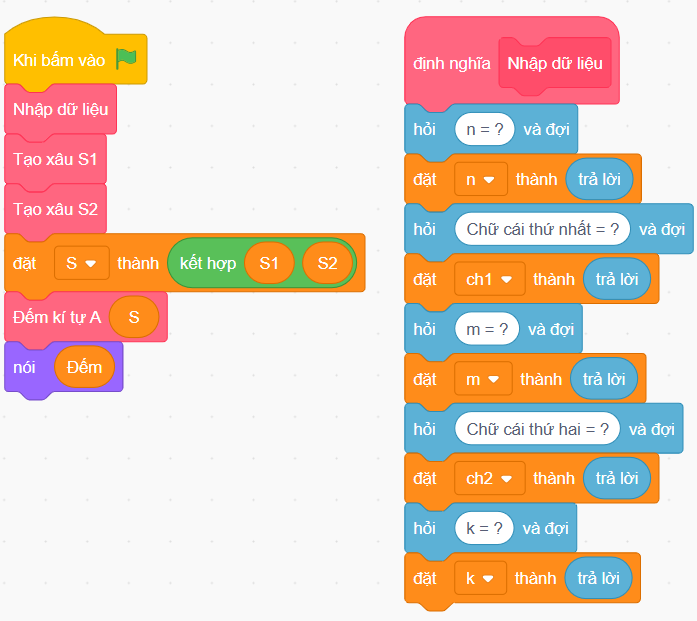 Khi bấm vào
Nhập dữ liệu
Tạo xâu S1
Tạo xâu S2
đặt S thành kết hợp S1 S2
Đếm kí tự A S
nói Đếm
định nghĩa Nhập dữ liệu
hỏi n = ? và đợi
đặt n thành trả lời
hỏi Chữ cái thứ nhất = ? và đợi
đặt ch1 thành trả lời
hỏi m = ? và đợi
đặt m thành trả lời
hỏi Chữ cái thứ hai = ? và đợi
đặt ch2 thành trả lời
hỏi k = ? và đợi
đặt k thành trả lời